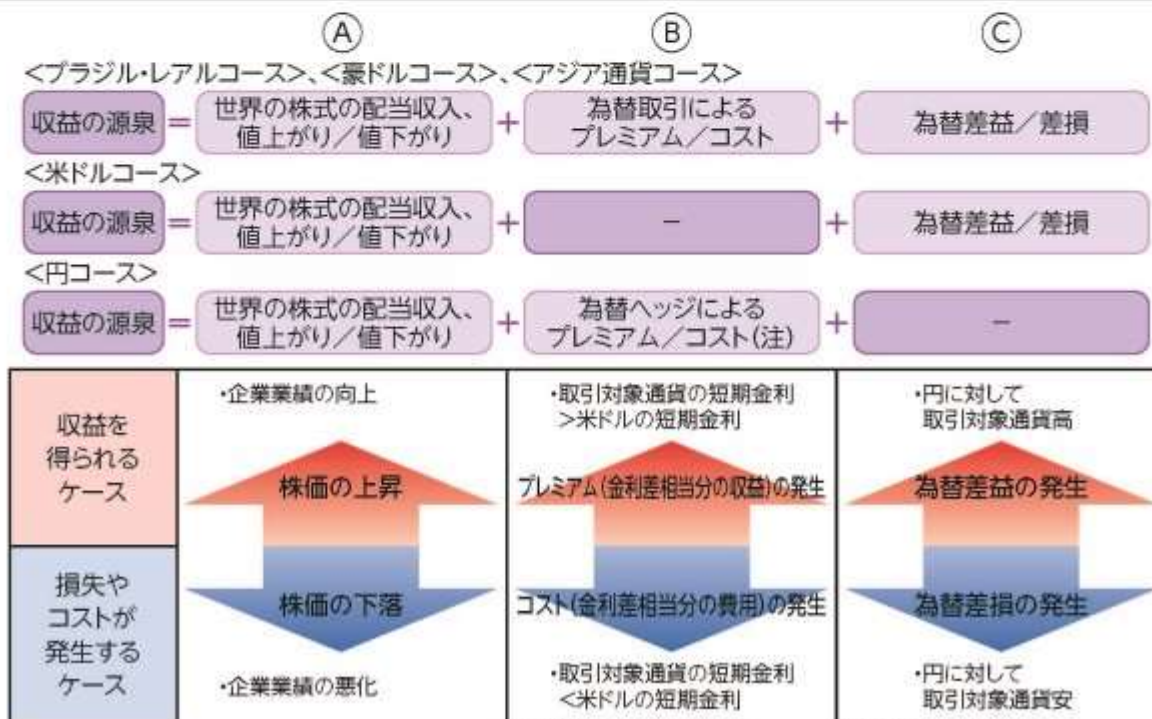 Ⓐ Ⓑ Ⓒ
<ブラジル・レアルコース>、<豪ドルコース>、<アジア通貨コース>
収益の源泉 = 世界の株式の配当収入、 + 為替取引による + 為替差益/差損
値上がり/値下がり プレミアム/コスト
<米ドルコース>
収益の源泉 = 世界の株式の配当収入、 + － + 為替差益/差損
値上がり/値下がり
<円コース>
収益の源泉 = 世界の株式の配当収入、 + 為替ヘッジによる + －
値上がり/値下がり プレミアム/コスト(注)
収益を
得られる
ケース
・企業業績の向上
株価の上昇
・取引対象通貨の短期金利
>米ドルの短期金利
プレミアム(金利差相当分の収益)の発生
・円に対して
取引対象通貨高
為替差益の発生
損失や
コストが
発生する
ケース
株価の下落
・企業業績の悪化
コスト(金利差相当分の費用)の発生
・取引対象通貨の短期金利
<米ドルの短期金利
為替差損の発生
・円に対して
取引対象通貨安